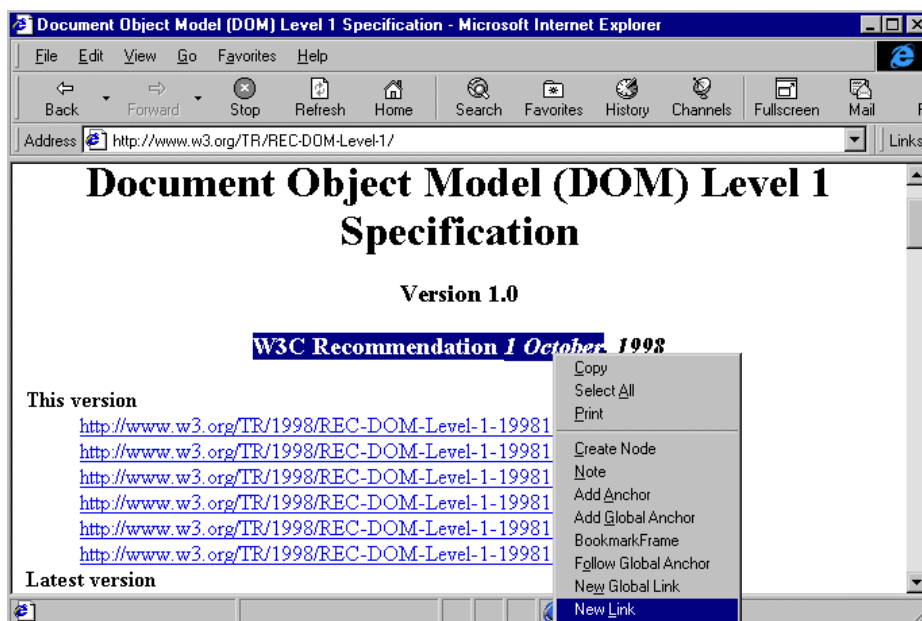 Document Object Model (DOM) Level 1 Specification - Microsoft Internet Explorer
File Edit View Go Favorites Help
Back Forward Stop Refresh Home Search Favorites History Channels Fullscreen Mail
Address http://www.w3.org/TR/REC-DOM-Level-1/ Links
Document Object Model (DOM) Level 1
Specification
Version 1.0
W3C Recommendation 1 October, 1998
This version
http://www.w3.org/TR/1998/REC-DOM-Level-1-19981
http://www.w3.org/TR/1998/REC-DOM-Level-1-19981
http://www.w3.org/TR/1998/REC-DOM-Level-1-19981
http://www.w3.org/TR/1998/REC-DOM-Level-1-19981
http://www.w3.org/TR/1998/REC-DOM-Level-1-19981
http://www.w3.org/TR/1998/REC-DOM-Level-1-19981
Latest version
Copy
Select All
Print
Create Node
Note
Add Anchor
Add Global Anchor
BookmarkFrame
Follow Global Anchor
New Global Link
New Link